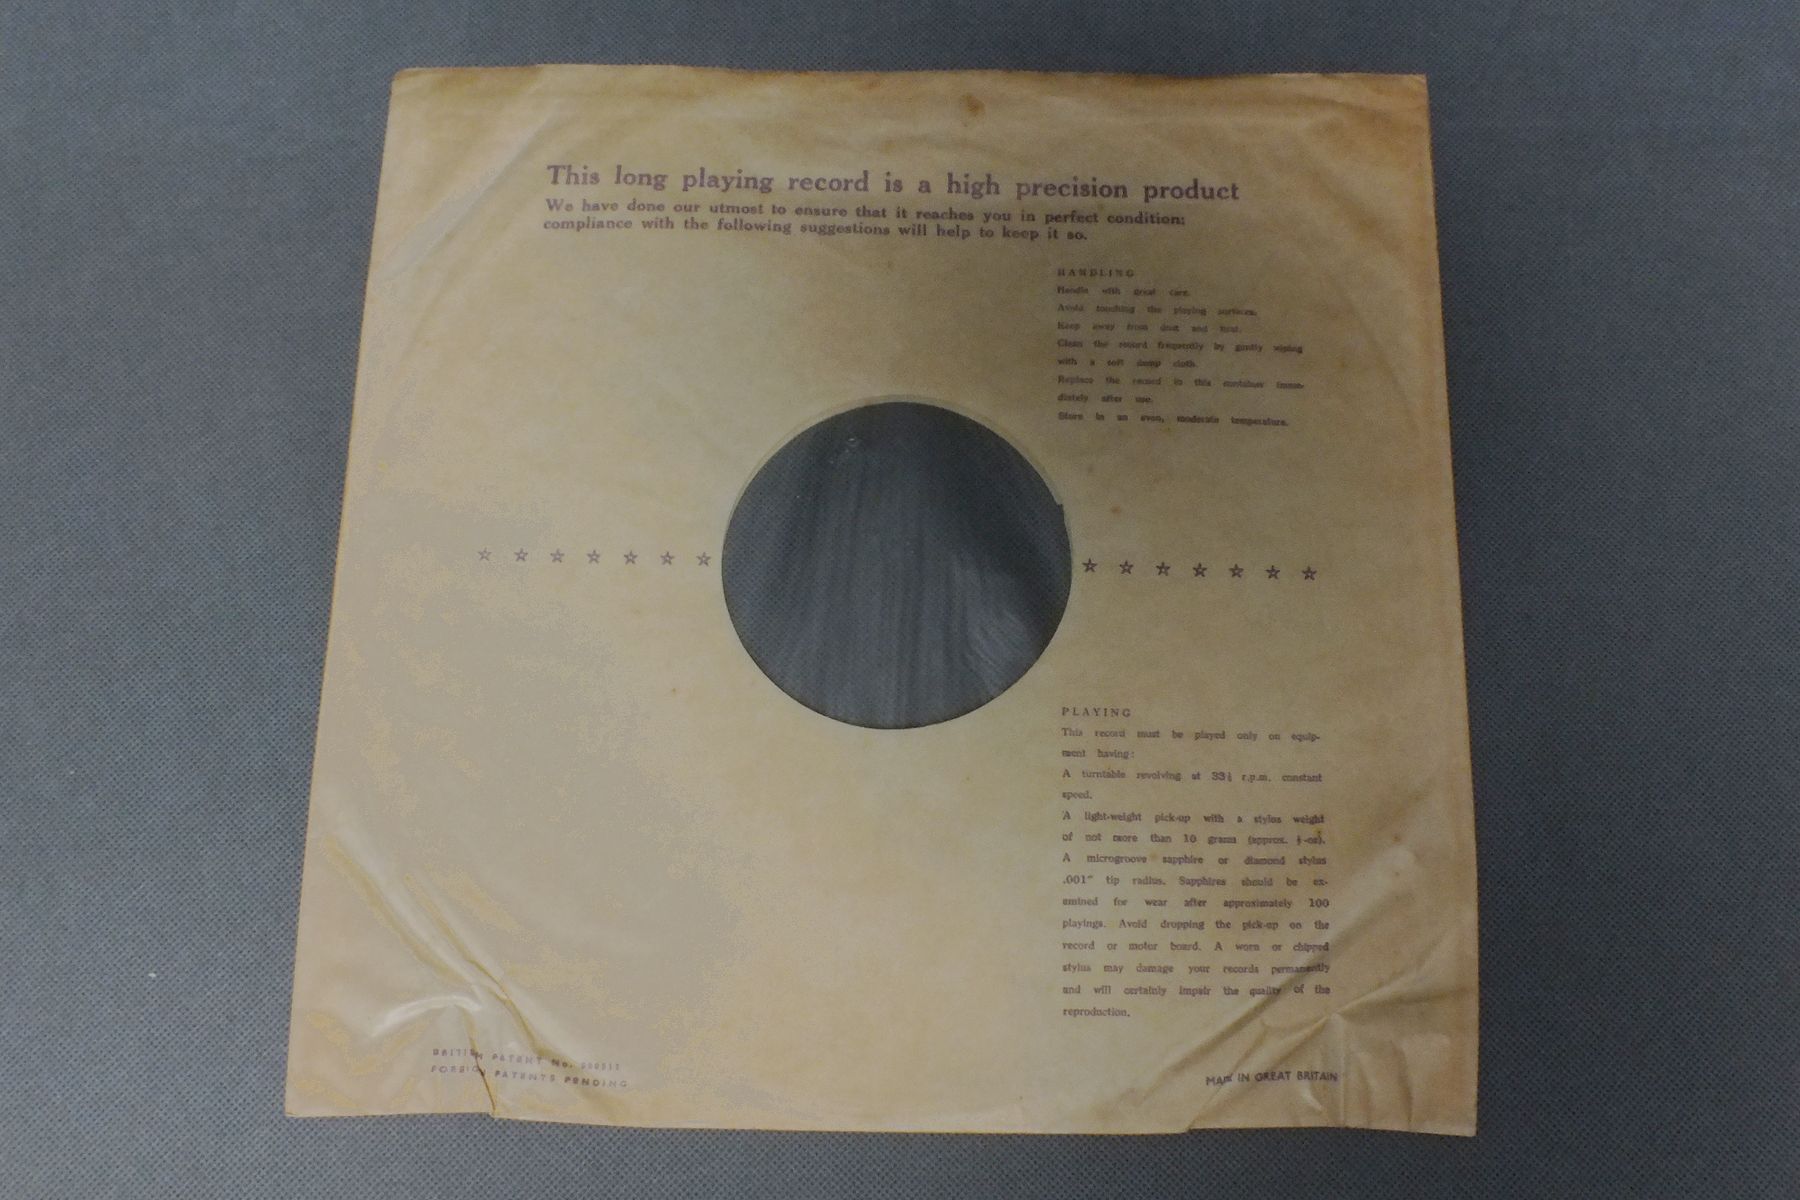 This long playing record is a high precision product
We have done our utmost to ensure that it reaches you in perfect condition;
compliance with the following suggestions will help to keep it so.
HANDLING
Handle with great care.
Avoid touching the playing surfaces.
Keep away from dust and heat.
Clean the record frequently by gently wiping
with a soft damp cloth.
Replace the record in this container imme-
diately after use.
Store in an even, moderate temperature.
PLAYING
This record must be played only on equip-
ment having:
A turntable revolving at 33⅓ r.p.m. constant
speed.
A light-weight pick-up with a stylus weight
of not more than 10 grams (approx. ⅓-oz).
A microgroove sapphire or diamond stylus
.001" tip radius. Sapphires should be ex-
amined for wear after approximately 100
playings. Avoid dropping the pick-up on the
record or motor board. A worn or chipped
stylus may damage your records permanently
and will certainly impair the quality of the
reproduction.
BRITISH PATENT No.
FOREIGN PATENTS PENDING
MADE IN GREAT BRITAIN